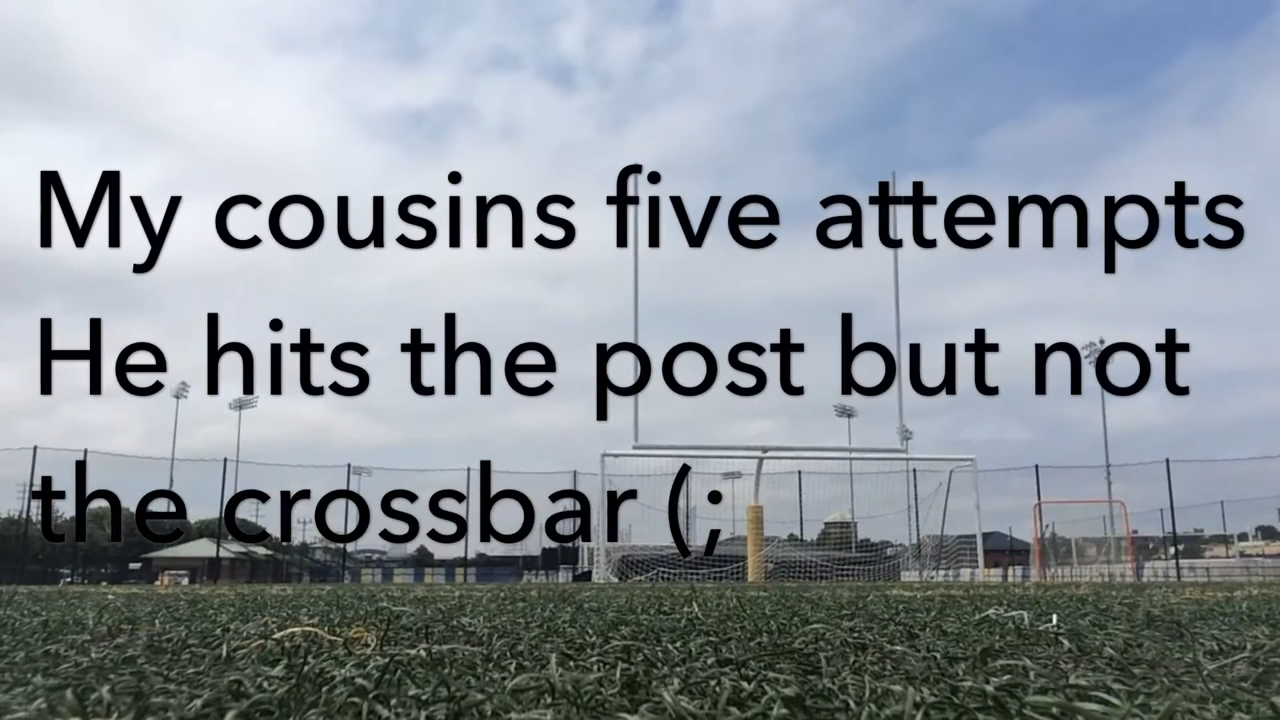 My cousins five attempts
He hits the post but not
the crossbar (;